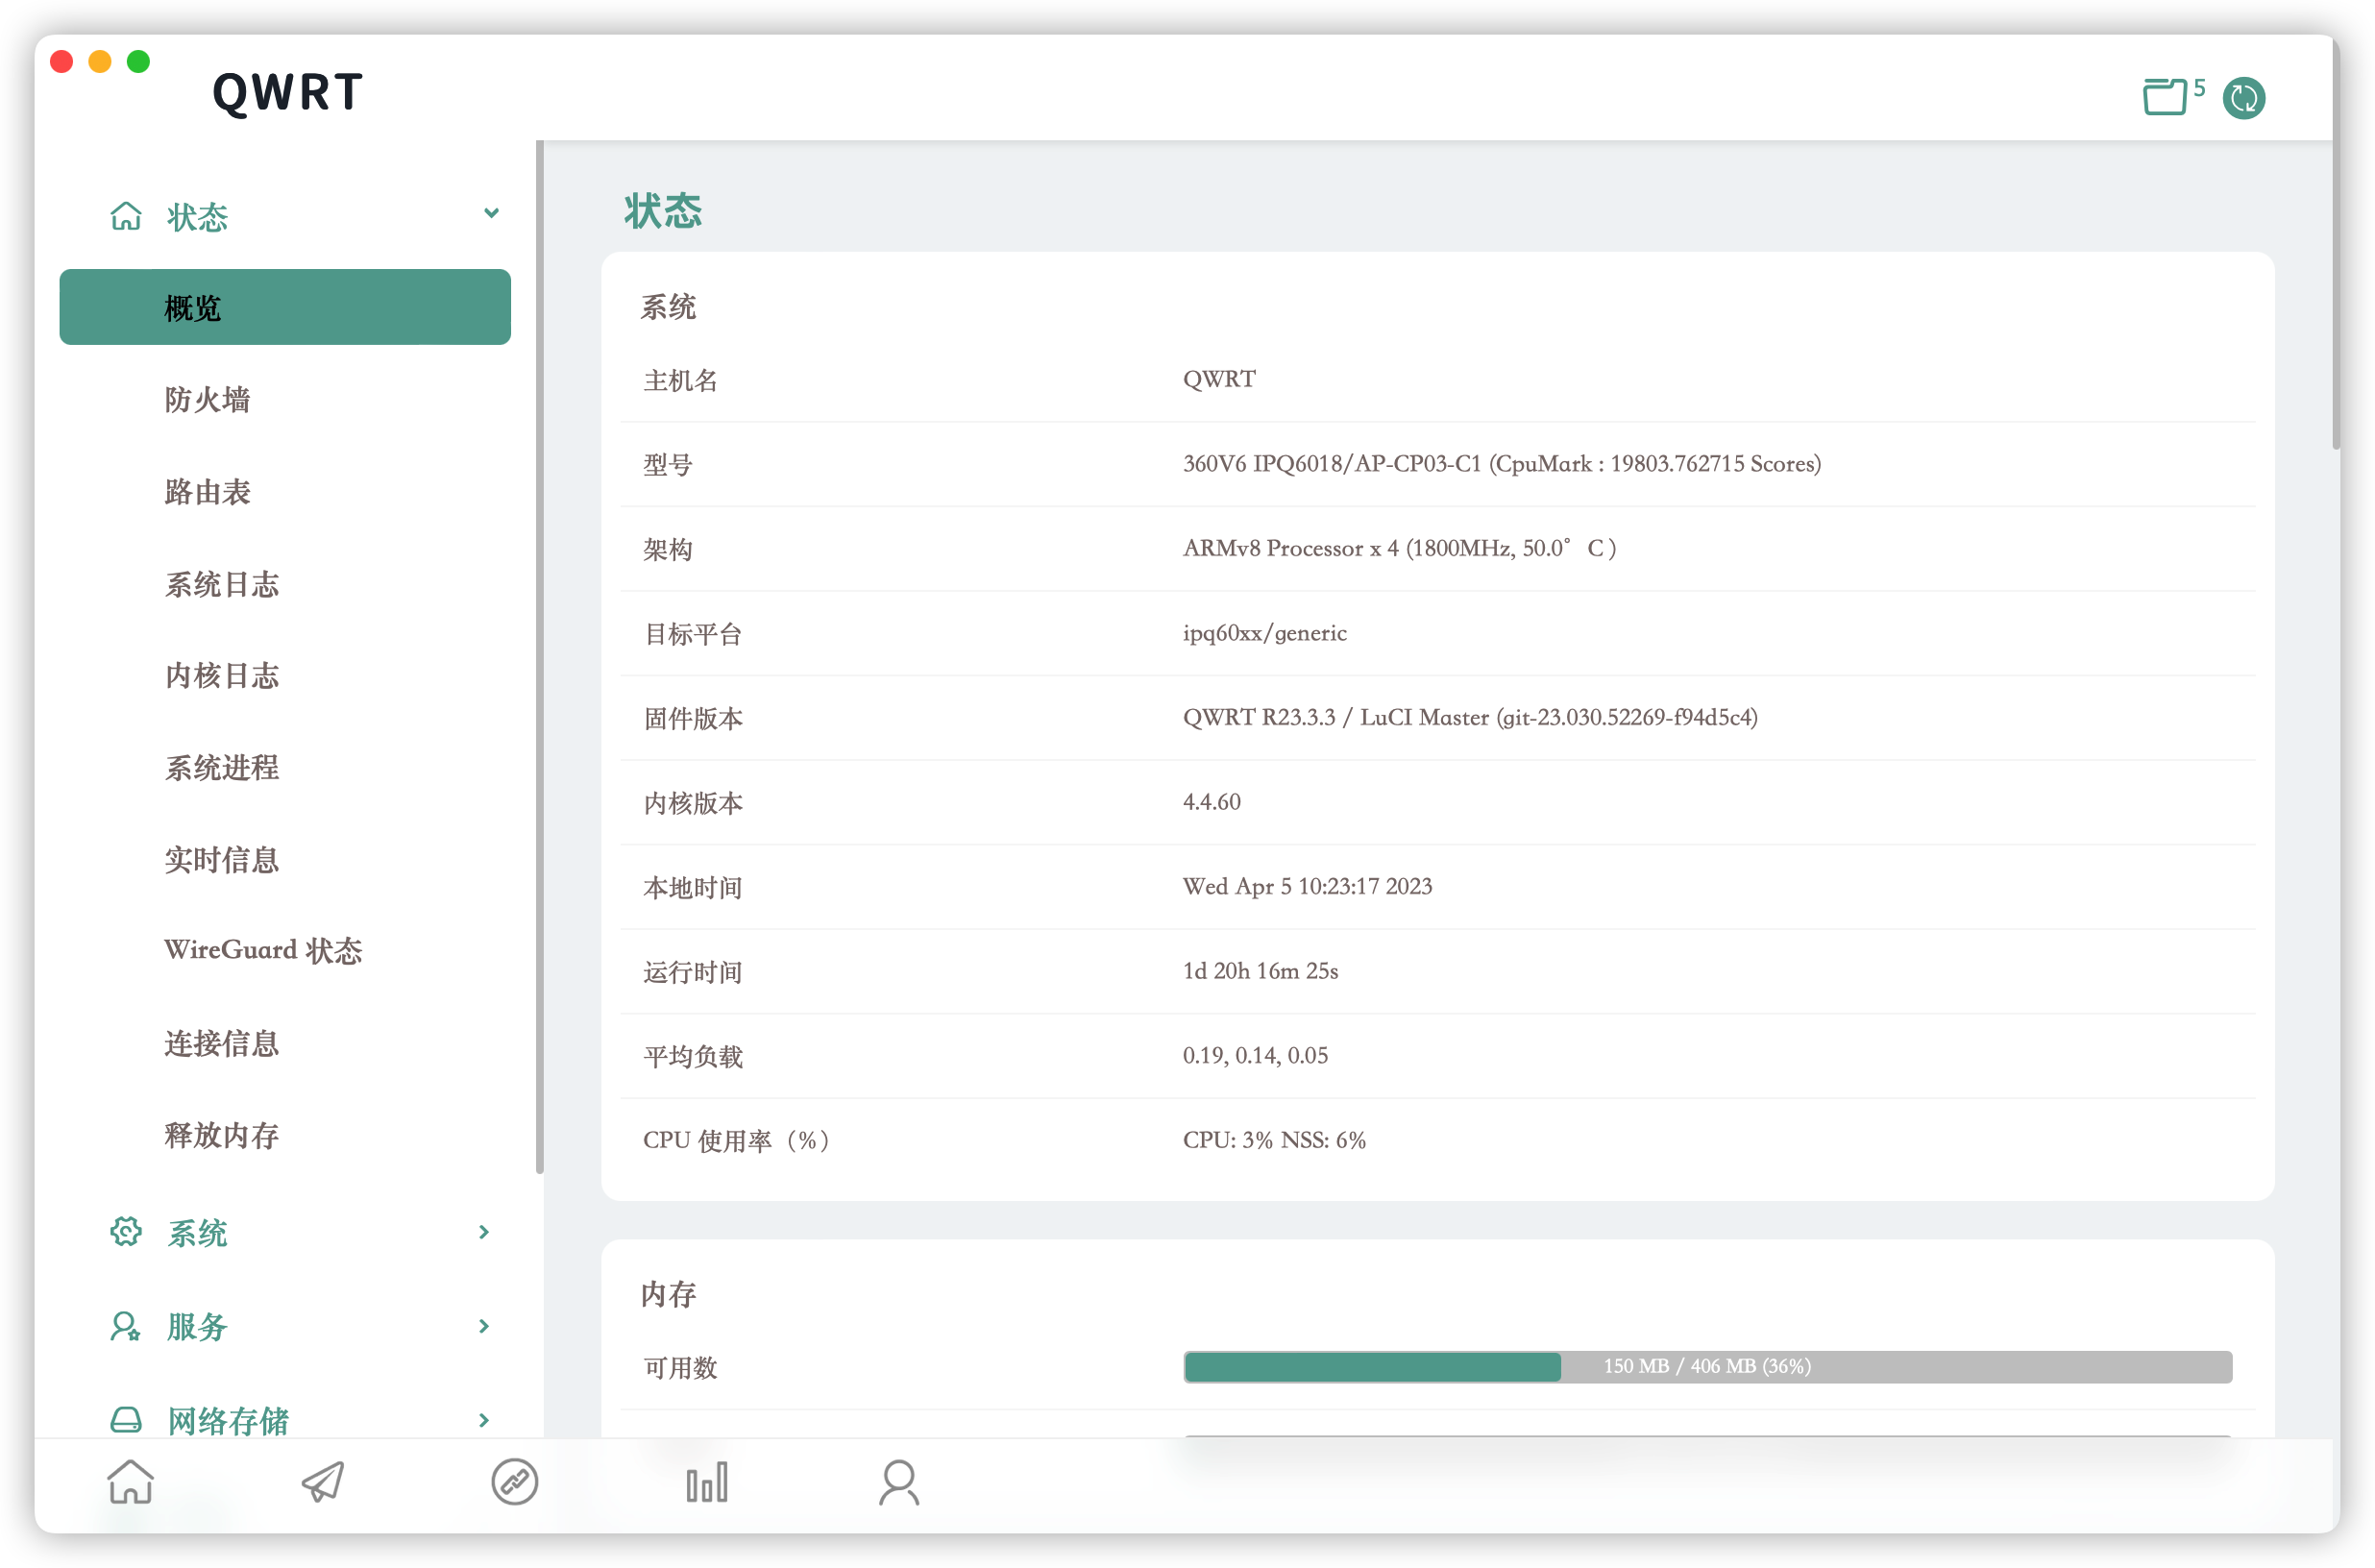 QWRT
5
状态
概览
防火墙
路由表
系统日志
内核日志
系统进程
实时信息
WireGuard 状态
连接信息
释放内存
系统
服务
网络存储
状态
系统
主机名 QWRT
型号 360V6 IPQ6018/AP-CP03-C1 (CpuMark : 19803.762715 Scores)
架构 ARMv8 Processor x 4 (1800MHz, 50.0° C )
目标平台 ipq60xx/generic
固件版本 QWRT R23.3.3 / LuCI Master (git-23.030.52269-f94d5c4)
内核版本 4.4.60
本地时间 Wed Apr 5 10:23:17 2023
运行时间 1d 20h 16m 25s
平均负载 0.19, 0.14, 0.05
CPU 使用率（%） CPU: 3% NSS: 6%
内存
可用数 150 MB / 406 MB (36%)